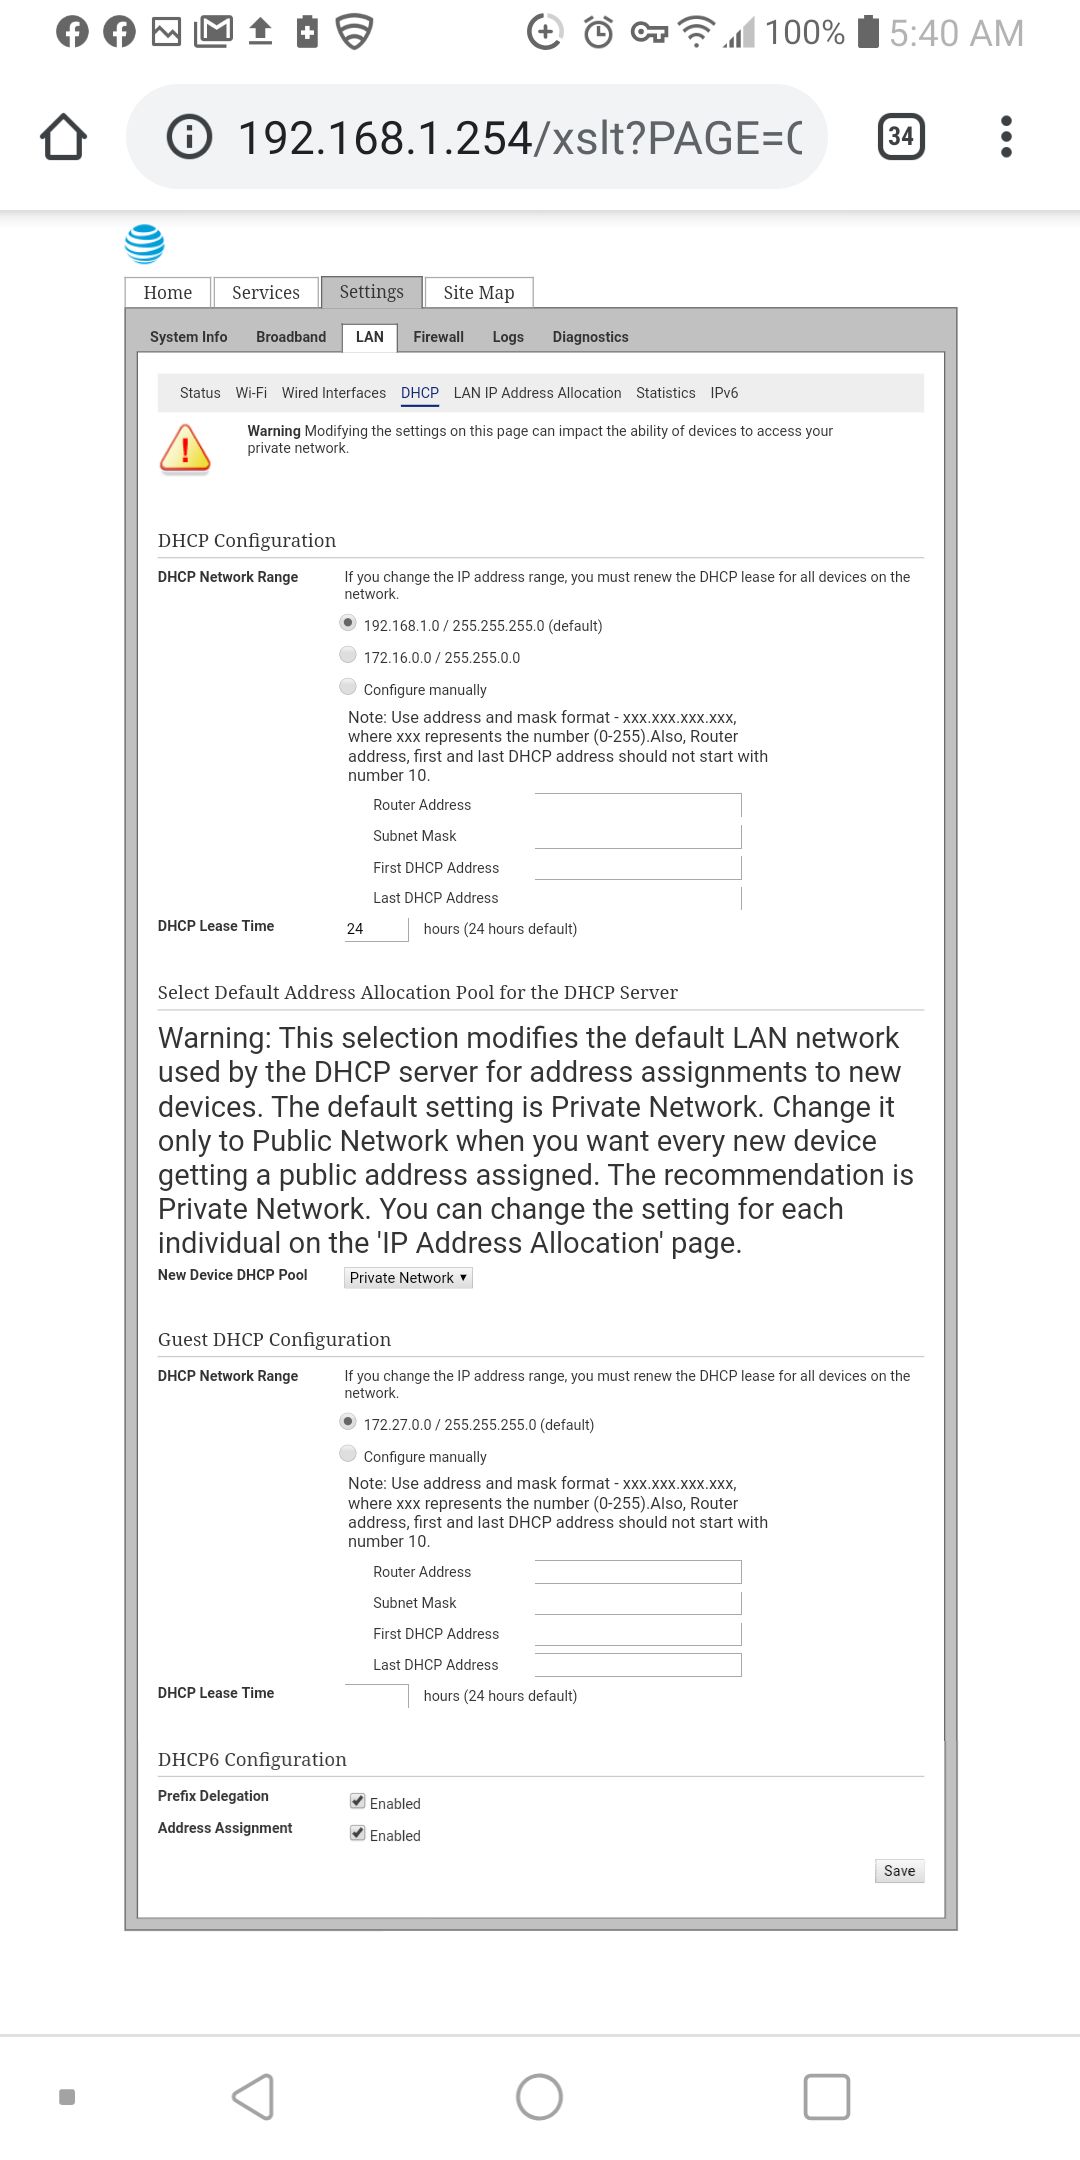 100% 5:40 AM
192.168.1.254/xslt?PAGE=
34
Home Services Settings Site Map
System Info Broadband LAN Firewall Logs Diagnostics
Status Wi-Fi Wired Interfaces DHCP LAN IP Address Allocation Statistics IPv6
Warning Modifying the settings on this page can impact the ability of devices to access your
private network.
DHCP Configuration
DHCP Network Range If you change the IP address range, you must renew the DHCP lease for all devices on the
network.
192.168.1.0 / 255.255.255.0 (default)
172.16.0.0 / 255.255.0.0
Configure manually
Note: Use address and mask format - xxx.xxx.xxx.xxx,
where xxx represents the number (0-255).Also, Router
address, first and last DHCP address should not start with
number 10.
Router Address
Subnet Mask
First DHCP Address
Last DHCP Address
DHCP Lease Time 24 hours (24 hours default)
Select Default Address Allocation Pool for the DHCP Server
Warning: This selection modifies the default LAN network
used by the DHCP server for address assignments to new
devices. The default setting is Private Network. Change it
only to Public Network when you want every new device
getting a public address assigned. The recommendation is
Private Network. You can change the setting for each
individual on the 'IP Address Allocation' page.
New Device DHCP Pool Private Network
Guest DHCP Configuration
DHCP Network Range If you change the IP address range, you must renew the DHCP lease for all devices on the
network.
172.27.0.0 / 255.255.255.0 (default)
Configure manually
Note: Use address and mask format - xxx.xxx.xxx.xxx,
where xxx represents the number (0-255).Also, Router
address, first and last DHCP address should not start with
number 10.
Router Address
Subnet Mask
First DHCP Address
Last DHCP Address
DHCP Lease Time hours (24 hours default)
DHCP6 Configuration
Prefix Delegation Enabled
Address Assignment Enabled
Save